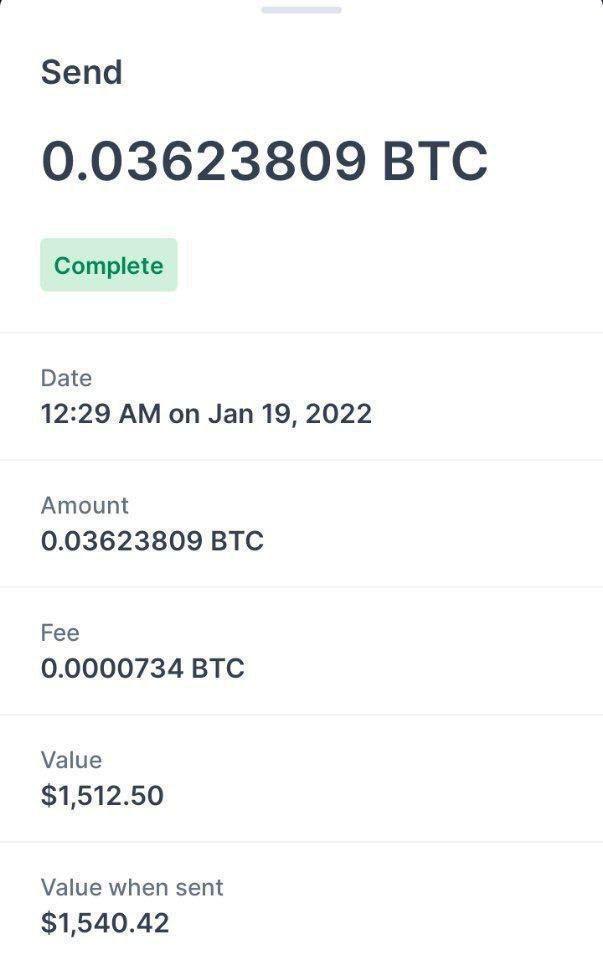 Send
0.03623809 BTC
Complete
Date
12:29 AM on Jan 19, 2022
Amount
0.03623809 BTC
Fee
0.0000734 BTC
Value
$1,512.50
Value when sent
$1,540.42